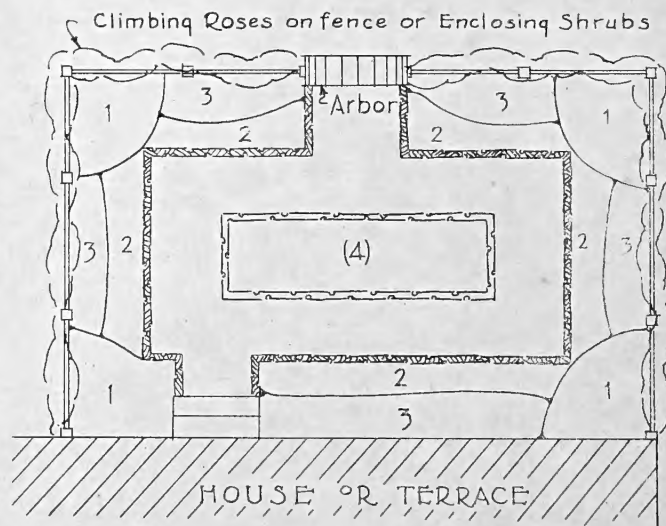 Climbing Roses on fence or Enclosing Shrubs
1 3 3 1
Arbor
2 2
3 2 (4) 2 3
1 2 1
3
HOUSE OR TERRACE